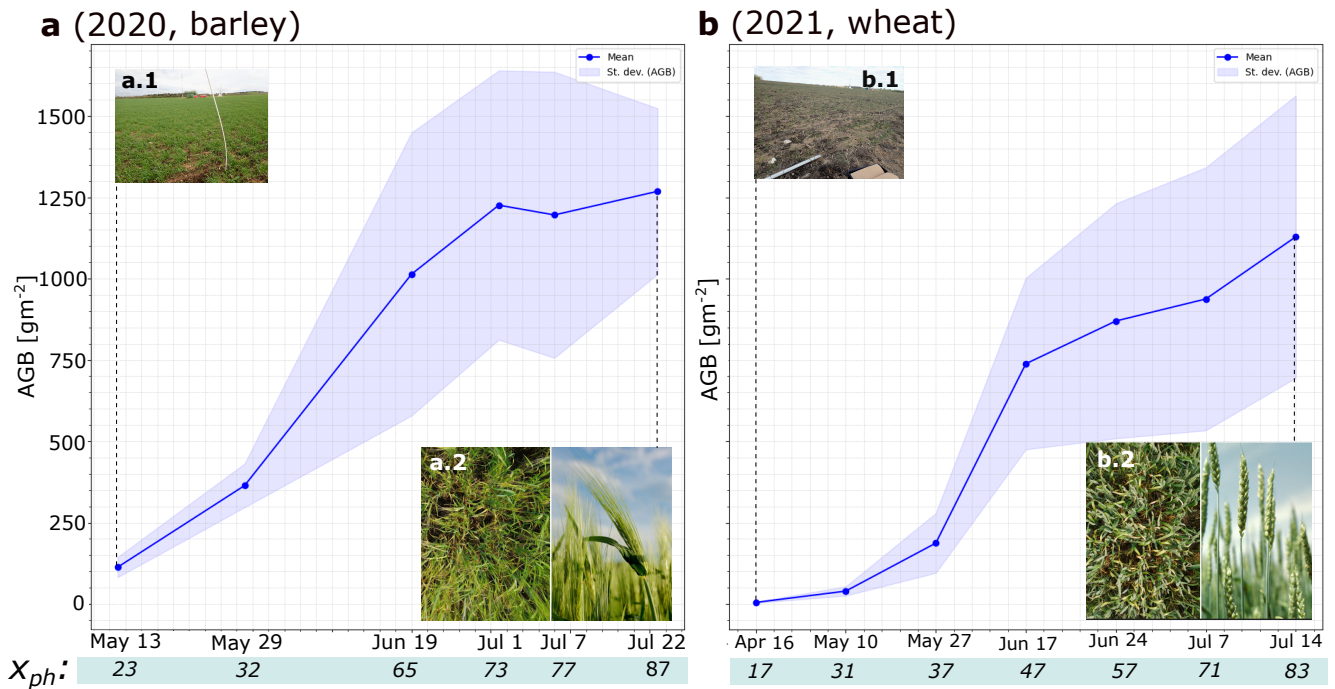 a (2020, barley)
Mean
St. dev. (AGB)
a.1
a.2
AGB [gm⁻²]
1500
1250
1000
750
500
250
0
May 13 May 29 Jun 19 Jul 1 Jul 7 Jul 22
b (2021, wheat)
Mean
St. dev. (AGB)
b.1
b.2
AGB [gm⁻²]
Apr 16 May 10 May 27 Jun 17 Jun 24 Jul 7 Jul 14
x_ph: 23 32 65 73 77 87 17 31 37 47 57 71 83